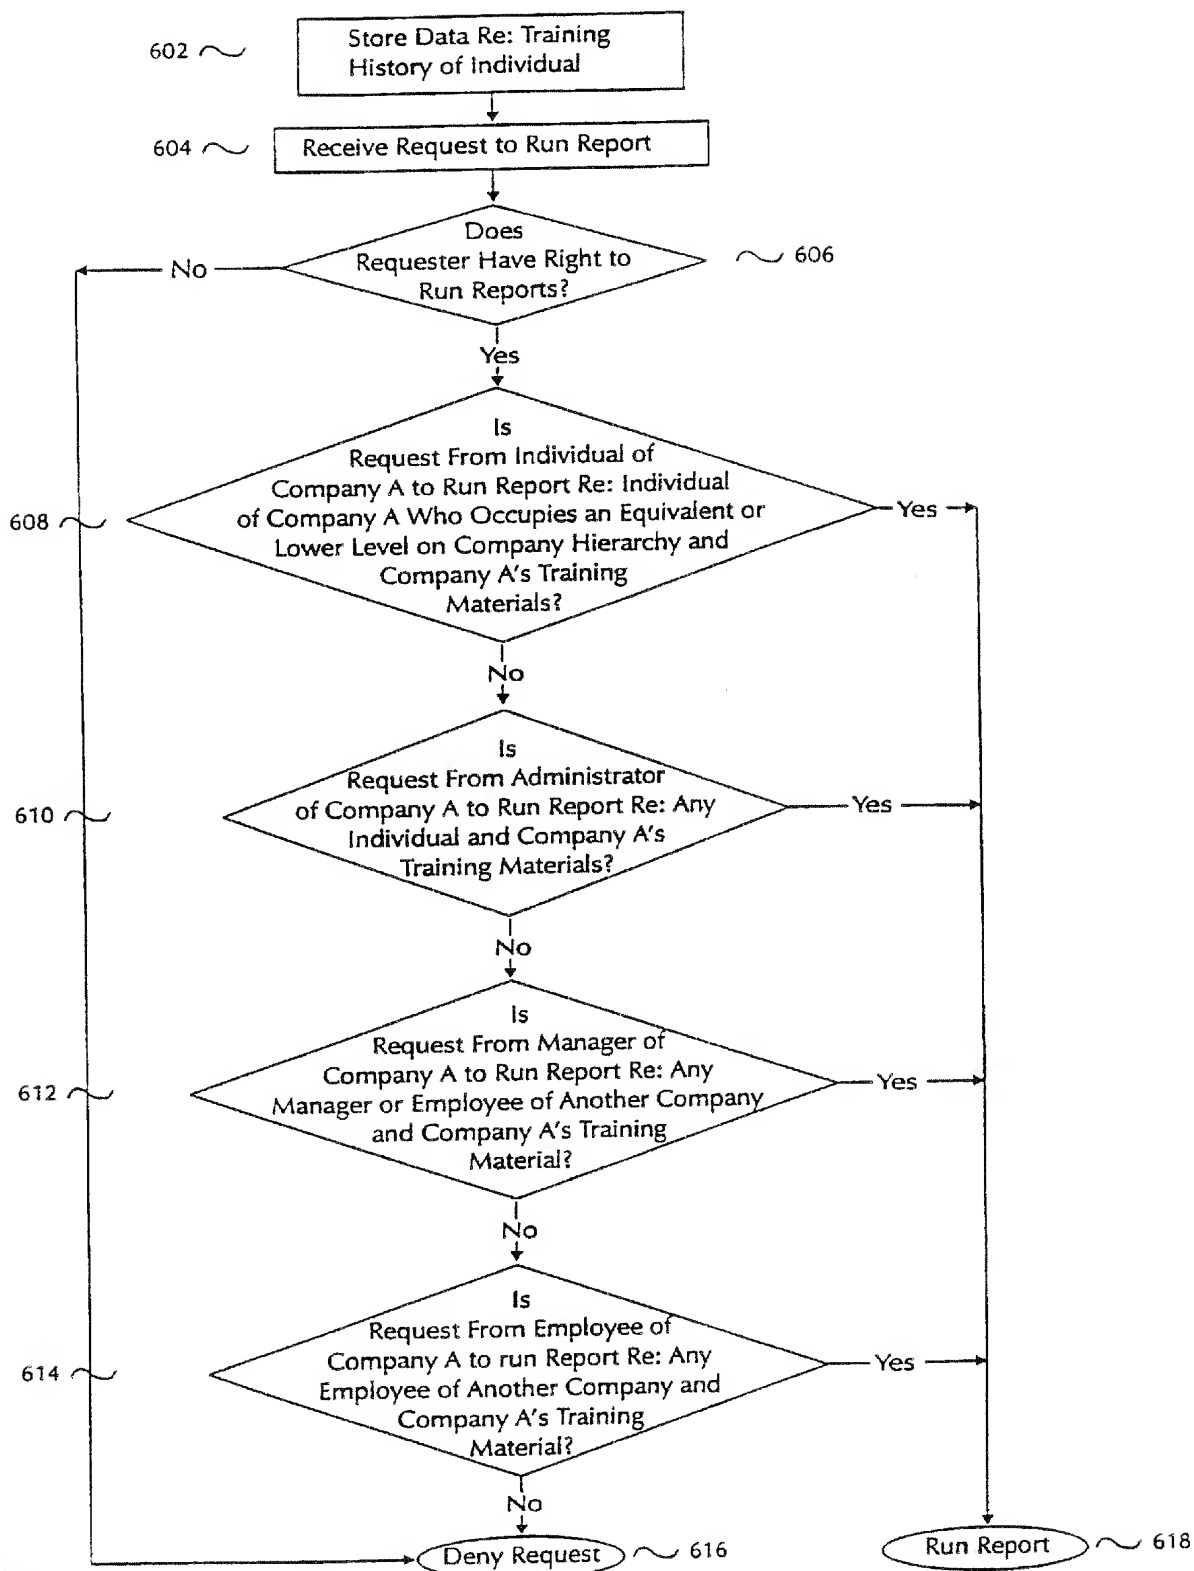 602
Store Data Re: Training
History of Individual
604
Receive Request to Run Report
Does
Requester Have Right to
Run Reports?
606
No
Yes
608
Is
Request From Individual of
Company A to Run Report Re: Individual
of Company A Who Occupies an Equivalent or
Lower Level on Company Hierarchy and
Company A's Training
Materials?
Yes
No
610
Is
Request From Administrator
of Company A to Run Report Re: Any
Individual and Company A's
Training Materials?
Yes
No
612
Is
Request From Manager of
Company A to Run Report Re: Any
Manager or Employee of Another Company
and Company A's Training
Material?
Yes
No
614
Is
Request From Employee of
Company A to run Report Re: Any
Employee of Another Company and
Company A's Training
Material?
Yes
No
Deny Request
616
Run Report
618